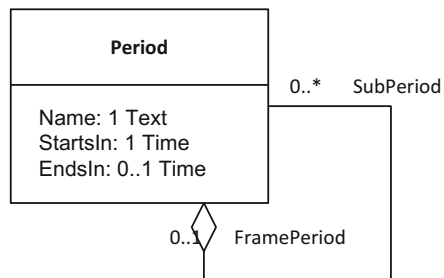 Period
0..* SubPeriod
Name: 1 Text
StartsIn: 1 Time
EndsIn: 0..1 Time
0..1 FramePeriod